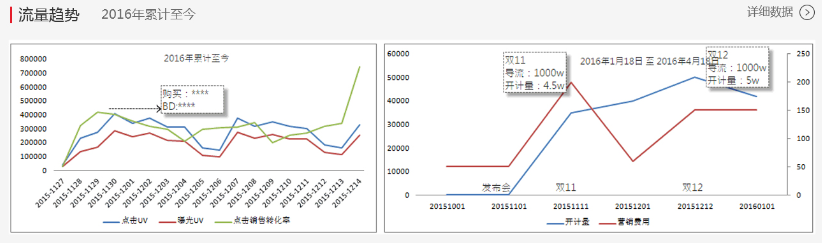 流量趋势 2016年累计至今 详细数据
2016年累计至今
800000
700000
600000
500000
400000
300000
200000
100000
0
购买：****
BD:****
2015-1127 2015-1128 2015-1129 2015-1130 2015-1201 2015-1202 2015-1203 2015-1204 2015-1205 2015-1206 2015-1207 2015-1208 2015-1209 2015-1210 2015-1211 2015-1212 2015-1213 2015-1214
点击UV 曝光UV 点击销售转化率
60000
50000
40000
30000
20000
10000
0
双11
导流：1000w
开计量：4.5w
2016年1月18日 至 2016年4月18日
双12
导流：1000w
开计量：5w
250
200
150
100
50
0
发布会 双11 双12
20151001 20151101 20151111 20151201 20151212 20160101
开计量 营销费用